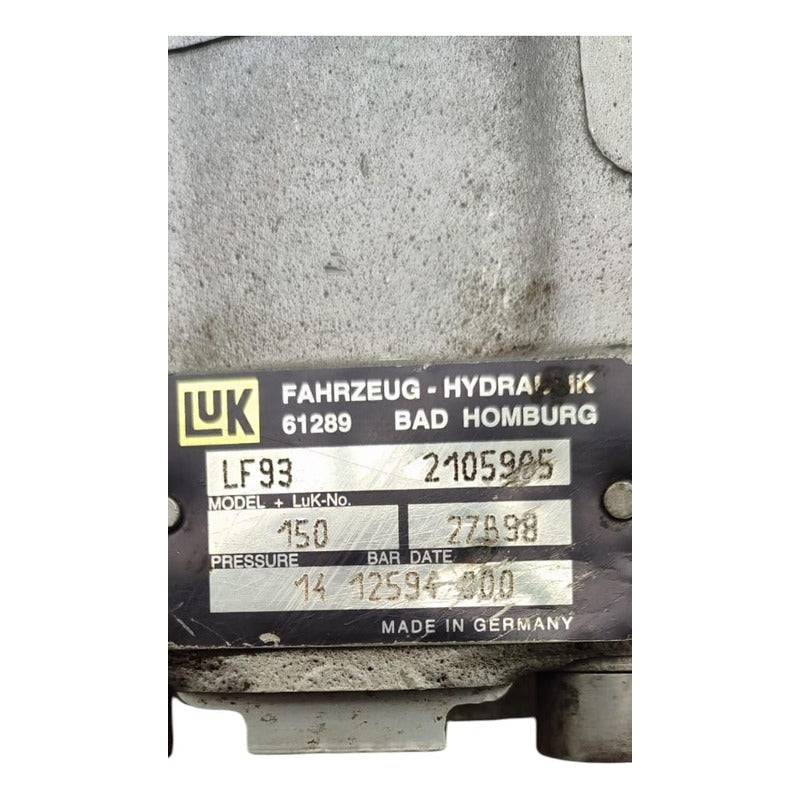 LuK
FAHRZEUG - HYDRAULIK
61289 BAD HOMBURG
LF93 2105905
MODEL + LuK-No.
150 27B98
PRESSURE BAR DATE
14 12594 000
MADE IN GERMANY